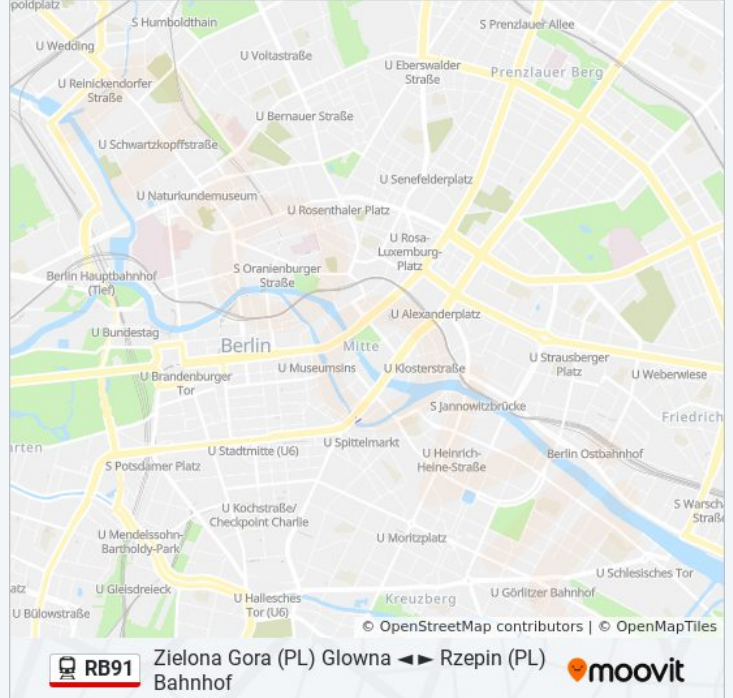 poldplatz
S Humboldthain
S Prenzlauer Allee
U Wedding
U Voltastraße
U Eberswalder
Straße
Prenzlauer Berg
U Reinickendorfer
Straße
U Bernauer Straße
U Schwartzkopffstraße
U Senefelderplatz
U Naturkundemuseum
U Rosenthaler Platz
U Rosa-
Luxemburg-
Platz
Berlin Hauptbahnhof
(Tief)
S Oranienburger
Straße
U Alexanderplatz
U Bundestag
Berlin
Mitte
U Strausberger
Platz
U Museumsins
U Klosterstraße
U Weberwiese
U Brandenburger
Tor
S Jannowitzbrücke
Friedrich
U Spittelmarkt
rten
U Stadtmitte (U6)
U Heinrich-
Heine-Straße
Berlin Ostbahnhof
S Potsdamer Platz
S Warsch
Straße
U Kochstraße/
Checkpoint Charlie
U Mendelssohn-
Bartholdy-Park
U Moritzplatz
U Schlesisches Tor
atz
U Gleisdreieck
U Hallesches
Tor (U6)
Kreuzberg
U Görlitzer Bahnhof
U Bülowstraße
© OpenStreetMap contributors | © OpenMapTiles
RB91
Zielona Gora (PL) Glowna ◄► Rzepin (PL)
Bahnhof
moovit